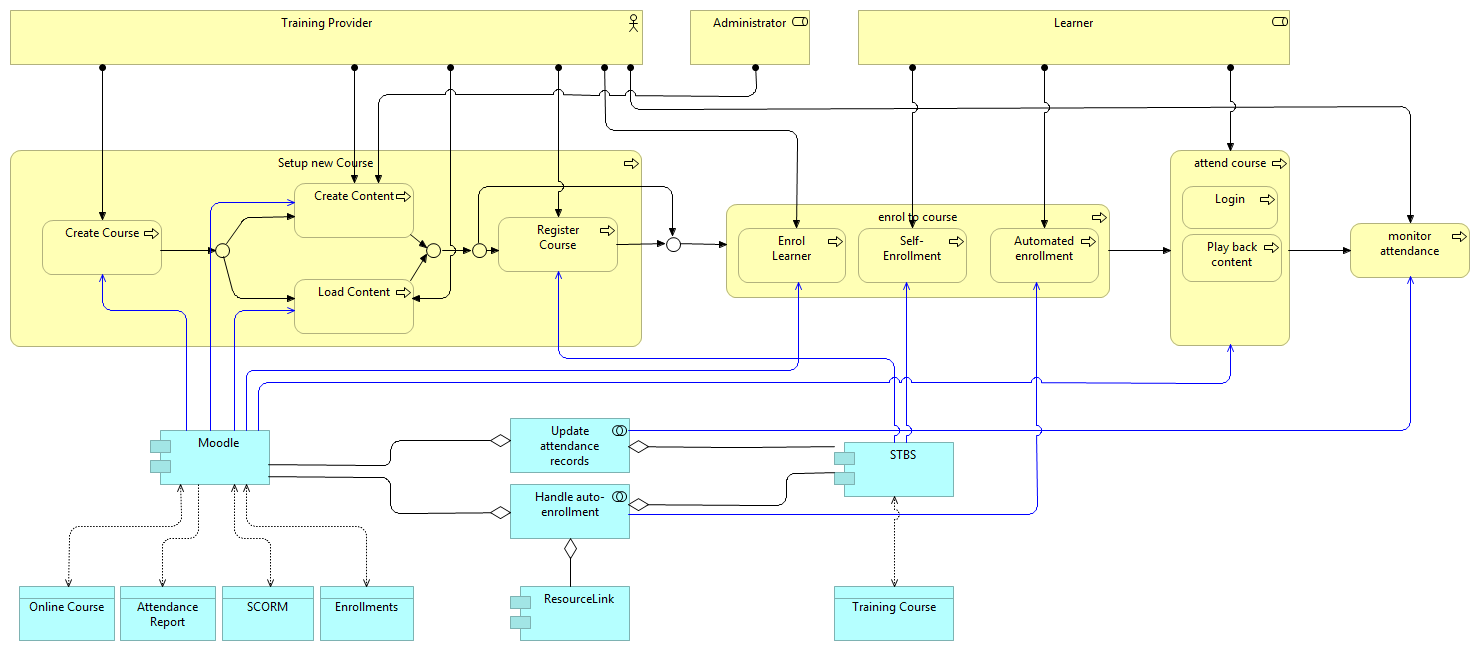 Training Provider
Administrator
Learner
Setup new Course
Create Course
Create Content
Load Content
Register
Course
enrol to course
Enrol
Learner
Self-
Enrollment
Automated
enrollment
attend course
Login
Play back
content
monitor
attendance
Moodle
Update
attendance
records
Handle auto-
enrollment
STBS
Online Course
Attendance
Report
SCORM
Enrollments
ResourceLink
Training Course